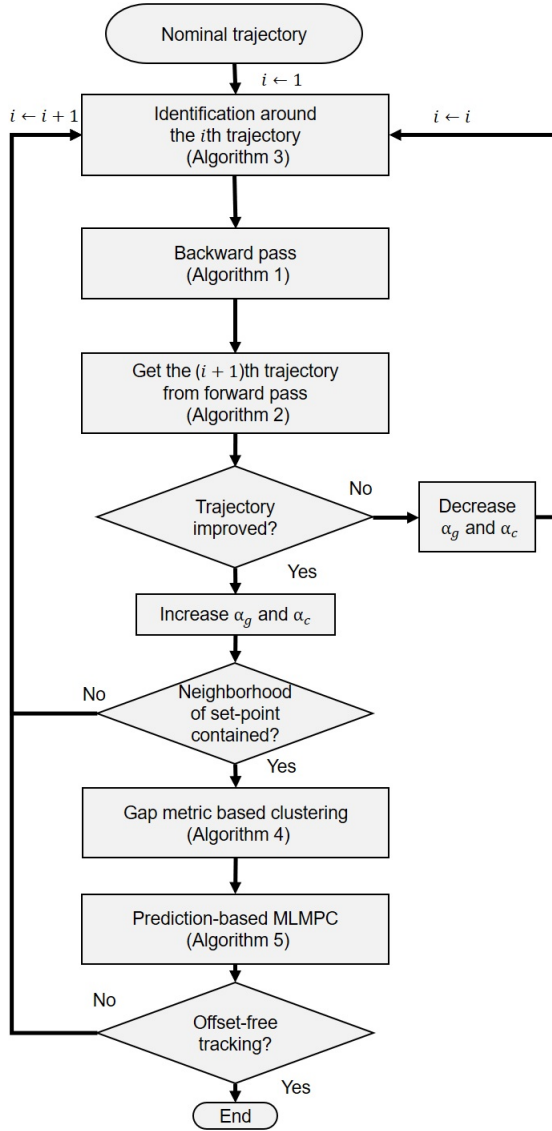 Nominal trajectory
i ← 1
i ← i + 1
Identification around
the ith trajectory
(Algorithm 3)
i ← i
Backward pass
(Algorithm 1)
Get the (i + 1)th trajectory
from forward pass
(Algorithm 2)
Trajectory
improved?
No
Decrease
α_g and α_c
Yes
Increase α_g and α_c
No
Neighborhood
of set-point
contained?
Yes
Gap metric based clustering
(Algorithm 4)
Prediction-based MLMPC
(Algorithm 5)
No
Offset-free
tracking?
Yes
End